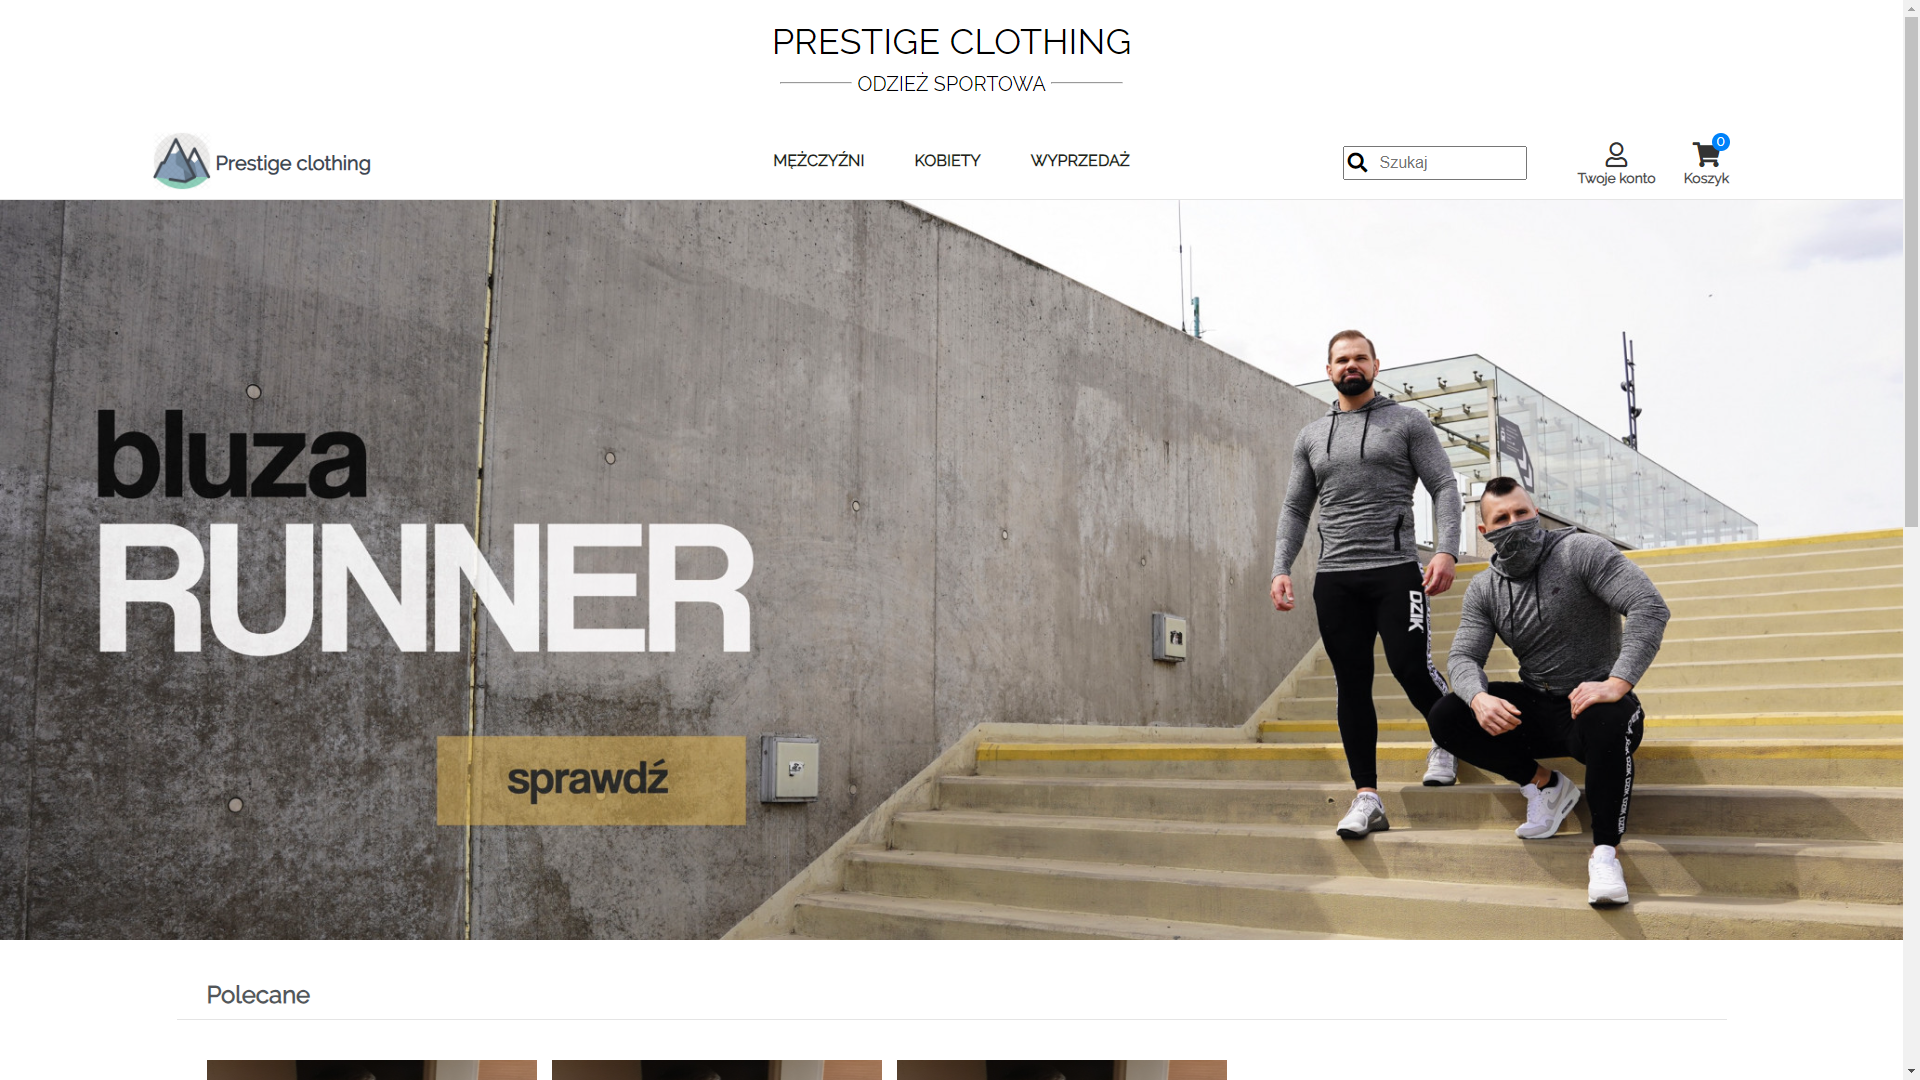 PRESTIGE CLOTHING
ODZIEŻ SPORTOWA
Prestige clothing
MĘŻCZYŹNI KOBIETY WYPRZEDAŻ
Szukaj
0
Twoje konto
Koszyk
bluza
RUNNER
DZIK
sprawdź
Polecane